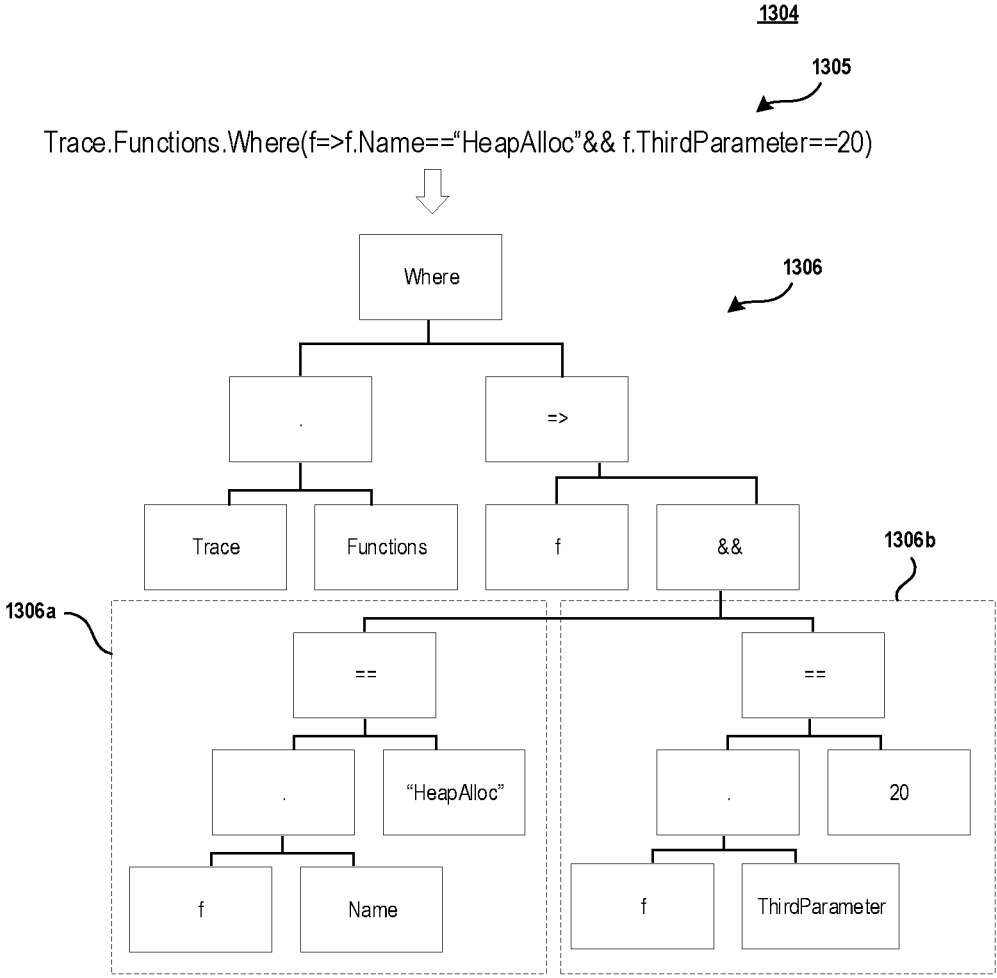 1304
1305
Trace.Functions.Where(f=>f.Name==“HeapAlloc”&& f.ThirdParameter==20)
Where
1306
.
=>
Trace
Functions
f
&&
1306b
1306a
==
==
.
“HeapAlloc”
.
20
f
Name
f
ThirdParameter